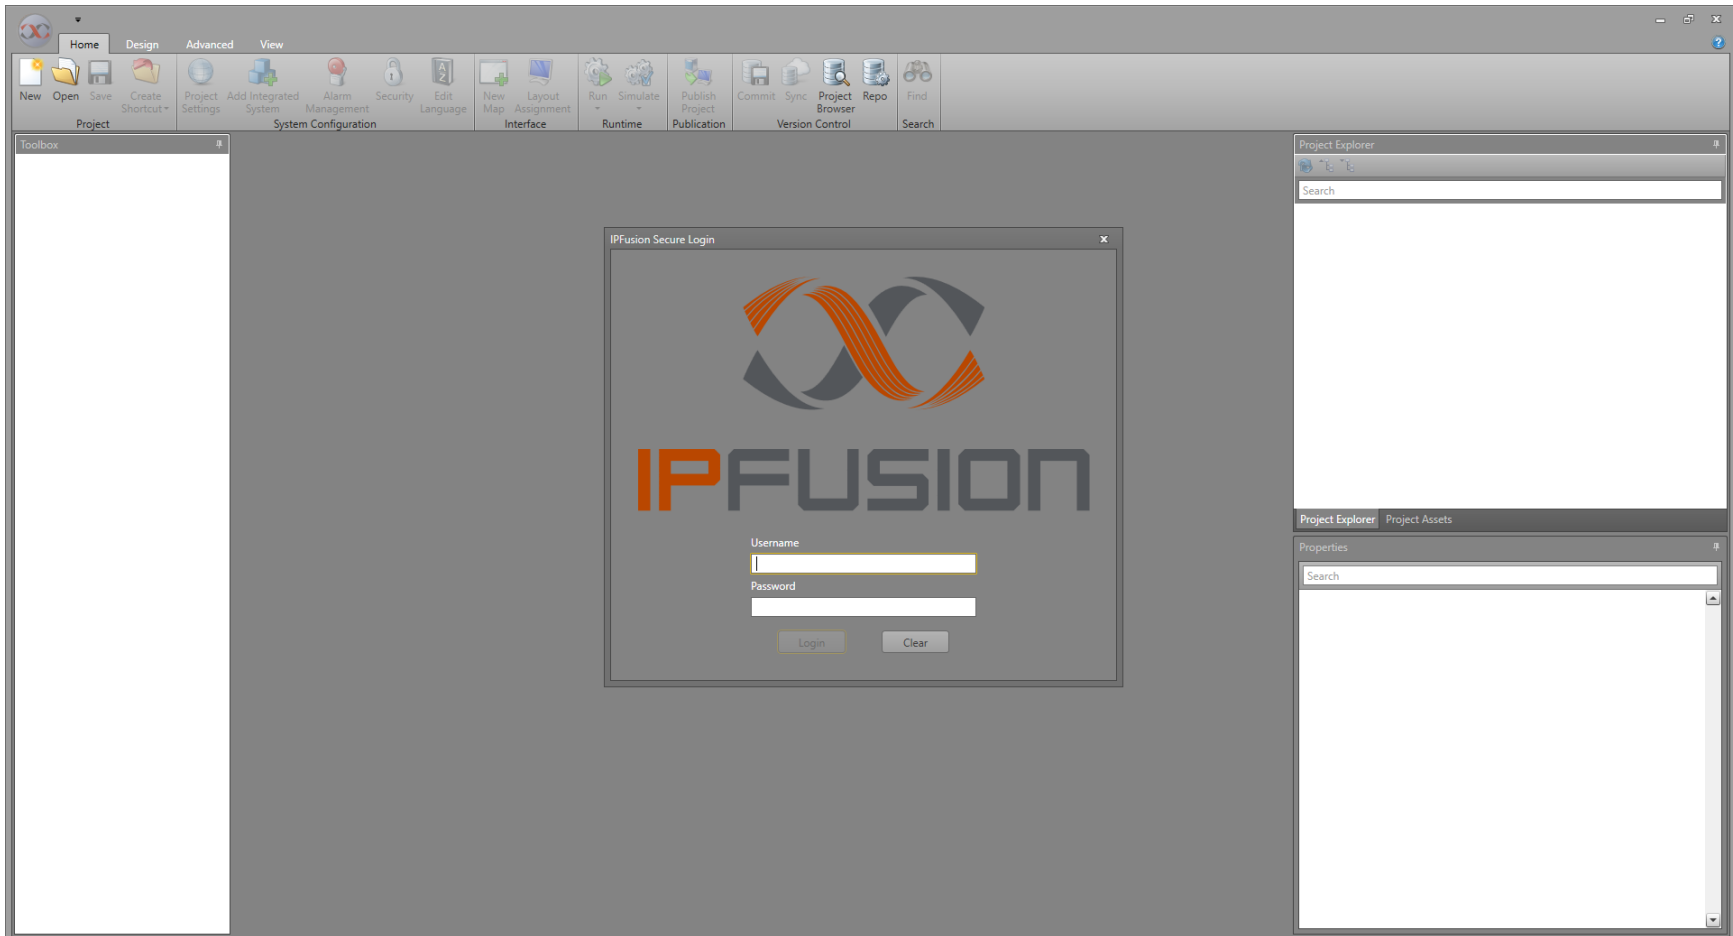 Home Design Advanced View
New Open Save Create Shortcut
Project
Project Settings Add Integrated System Alarm Management Security Edit Language
System Configuration
New Map Layout Assignment
Interface
Run Simulate
Runtime
Publish Project
Publication
Commit Sync Project Browser Repo
Version Control
Find
Search
Toolbox
IPFusion Secure Login
IPFUSION
Username
Password
Login Clear
Project Explorer
Search
Project Explorer Project Assets
Properties
Search